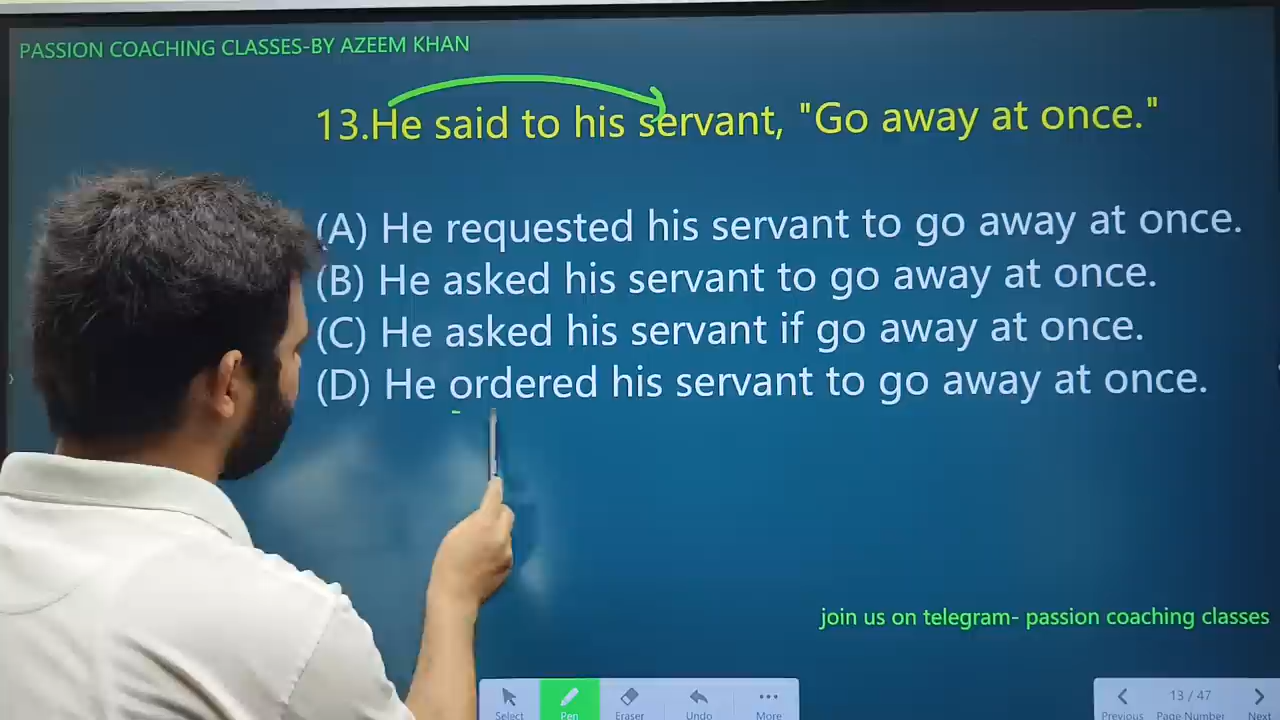 PASSION COACHING CLASSES-BY AZEEM KHAN
13.He said to his servant, "Go away at once."
(A) He requested his servant to go away at once.
(B) He asked his servant to go away at once.
(C) He asked his servant if go away at once.
(D) He ordered his servant to go away at once.
join us on telegram- passion coaching classes
Select Pen Eraser Undo More
Previous 13 / 47 Page Number Next